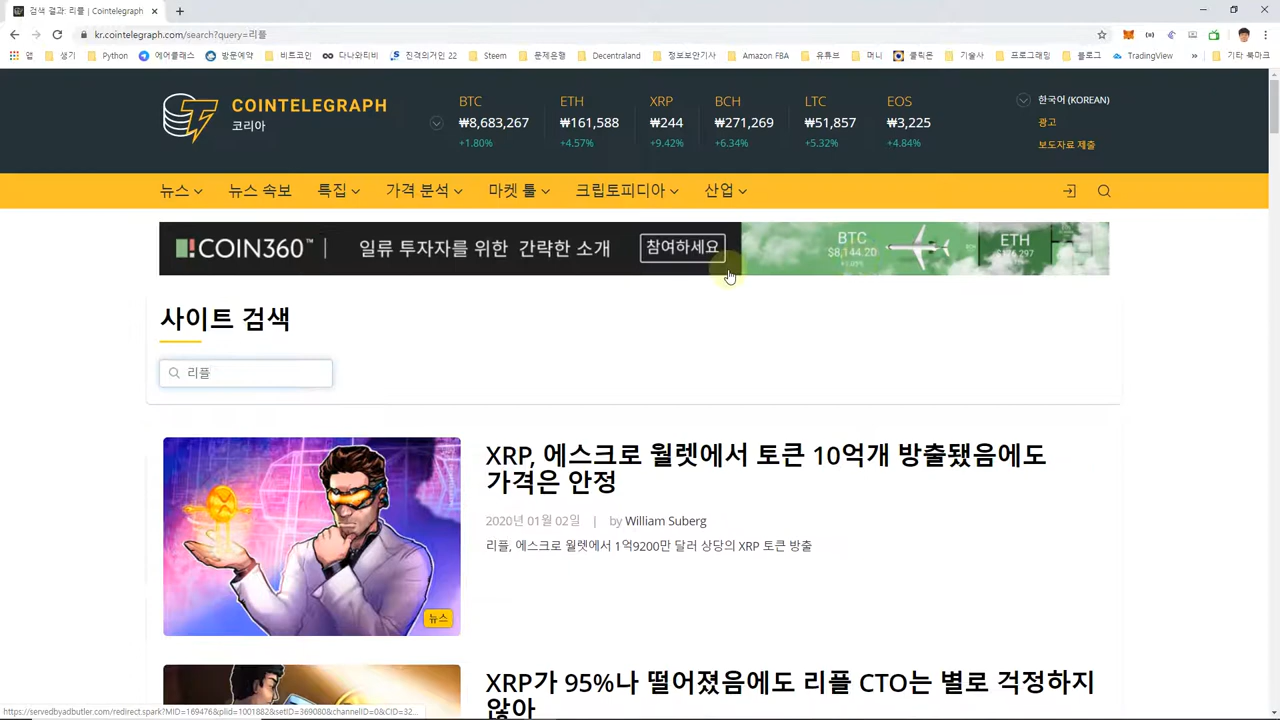 검색 결과: 리플 | Cointelegraph
kr.cointelegraph.com/search?query=리플
앱 생기 Python 에어클래스 방문예약 비트코인 다나와티비 진격의거인 22 Steem 문제은행 Decentraland 정보보안기사 Amazon FBA 유튜브 머니 클릭온 기술사 프로그래밍 블로그 TradingView » 기타 북마크
COINTELEGRAPH
코리아
BTC ETH XRP BCH LTC EOS
₩8,683,267 ₩161,588 ₩244 ₩271,269 ₩51,857 ₩3,225
+1.80% +4.57% +9.42% +6.34% +5.32% +4.84%
한국어 (KOREAN)
광고
보도자료 제출
뉴스 뉴스 속보 특집 가격 분석 마켓 툴 크립토피디아 산업
COIN360™ | 일류 투자자를 위한 간략한 소개 참여하세요
BTC
$8,144.20
ETH
사이트 검색
리플
XRP, 에스크로 월렛에서 토큰 10억개 방출됐음에도
가격은 안정
2020년 01월 02일 | by William Suberg
리플, 에스크로 월렛에서 1억9200만 달러 상당의 XRP 토큰 방출
뉴스
XRP가 95%나 떨어졌음에도 리플 CTO는 별로 걱정하지
않아
https://servedbyadbutler.com/redirect.spark?MID=169476&plid=1001882&setID=369080&channelID=0&CID=32...